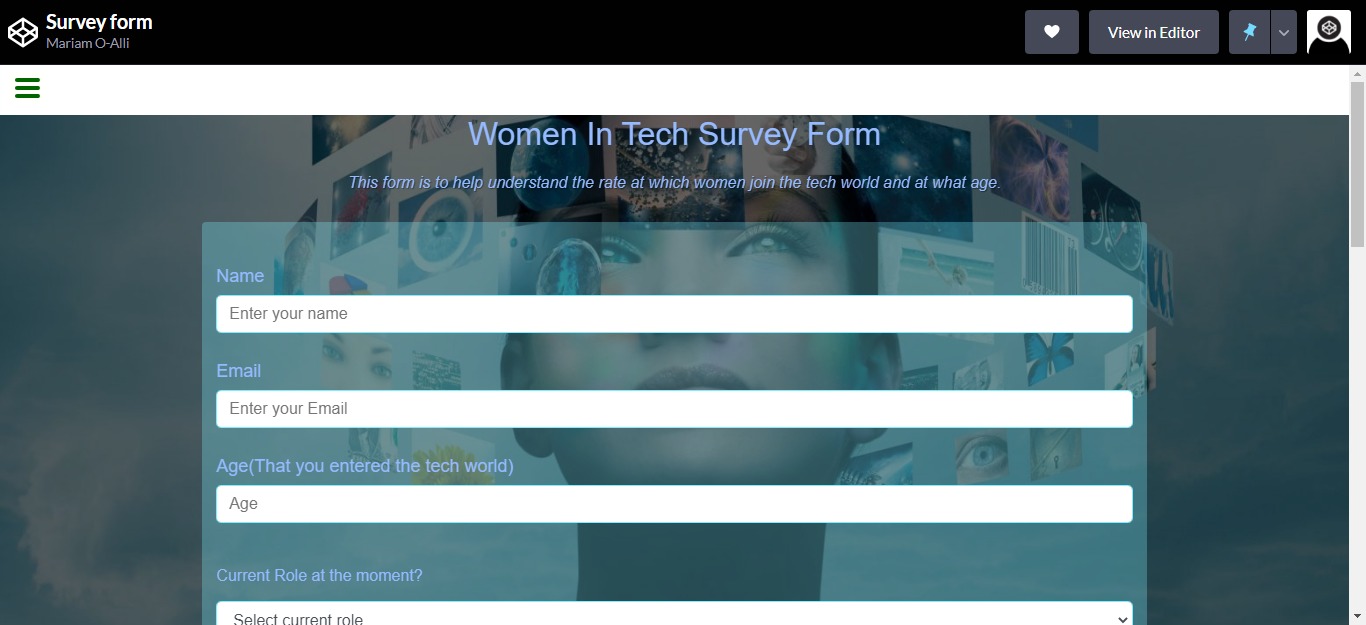 Survey form
Mariam O-Alli
View in Editor
Women In Tech Survey Form
This form is to help understand the rate at which women join the tech world and at what age.
Name
Enter your name
Email
Enter your Email
Age(That you entered the tech world)
Age
Current Role at the moment?
Select current role